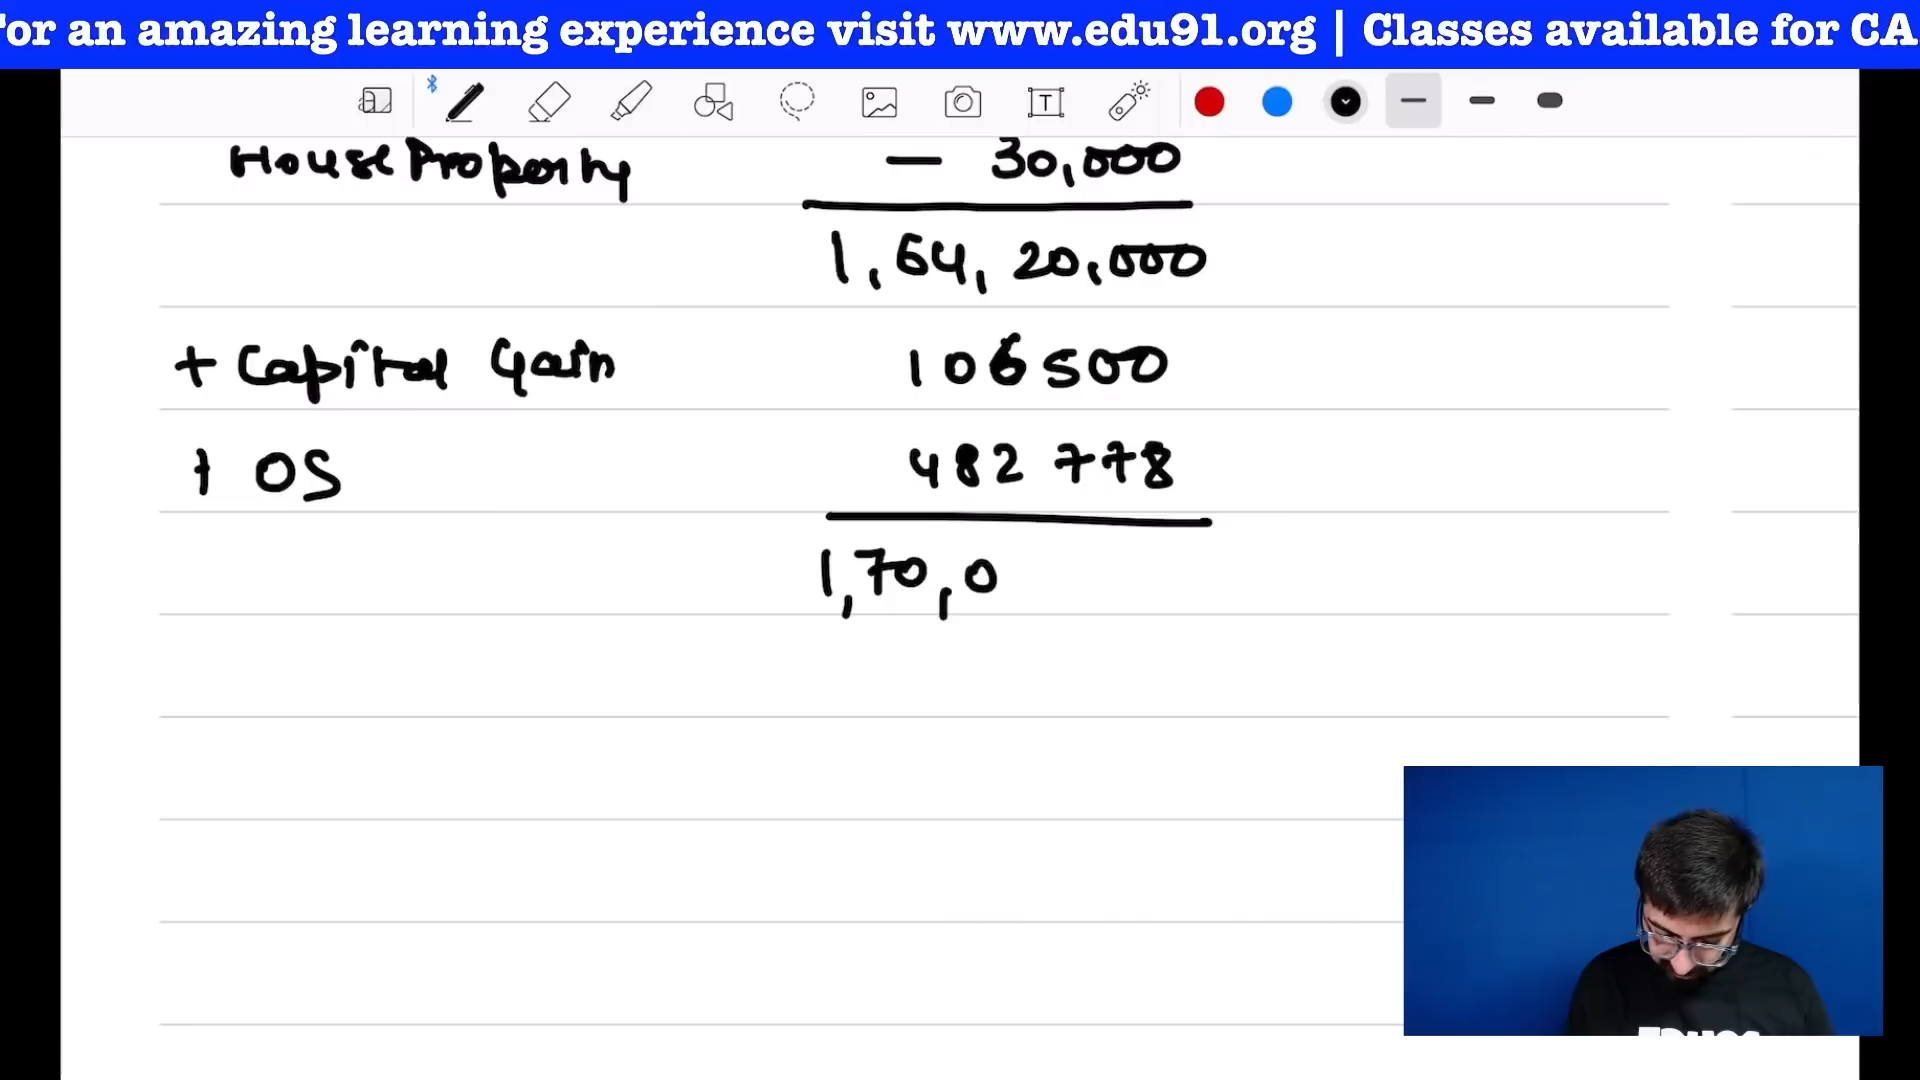 For an amazing learning experience visit www.edu91.org | Classes available for CA
House Property — 30,000
1,64,20,000
+ Capital Gain 106500
+ OS 482778
1,70,0